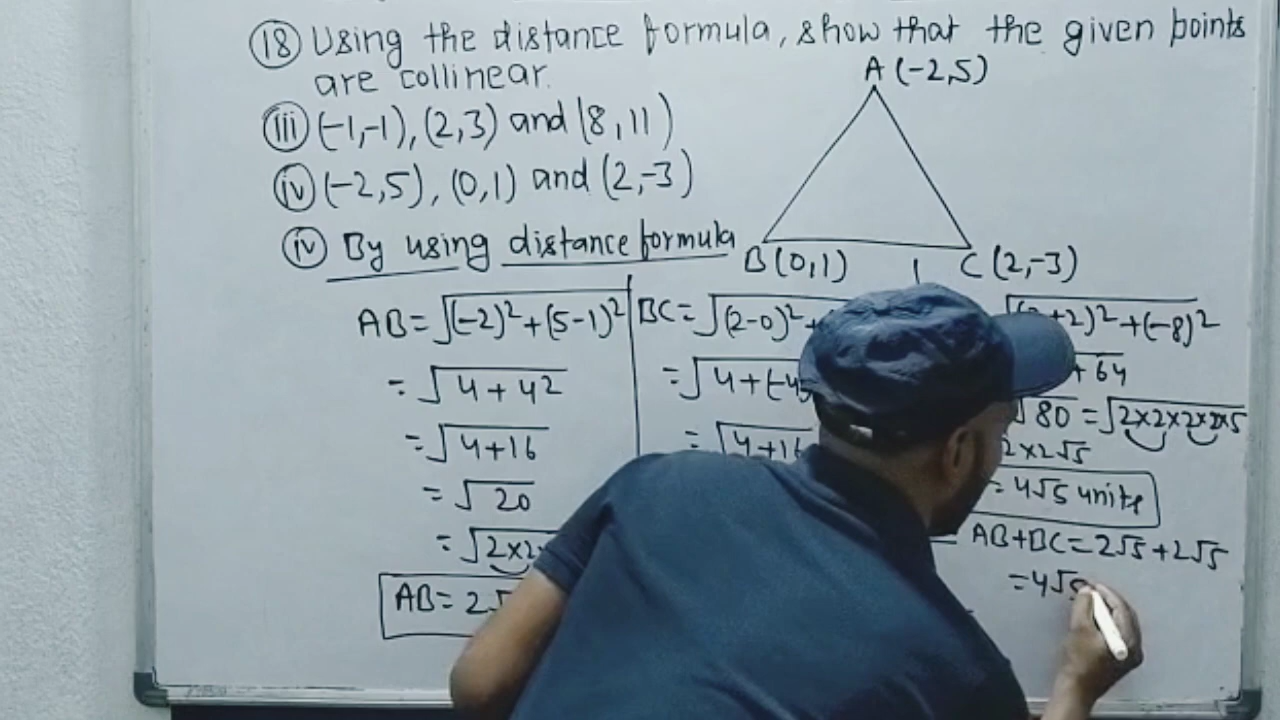 18 Using the distance formula, show that the given points
are collinear.
iii (-1,-1), (2,3) and (8,11)
iv (-2,5), (0,1) and (2,-3)
A (-2,5)
B (0,1)
C (2,-3)
iv By using distance formula
AB = √(-2)² + (5-1)²
= √4 + 42
= √4+16
= √20
= √2×2
AB = 2√
BC = √(2-0)² +
= √4+(-4
= √4+16
+2)² + (-8)²
+ 64
√80 = √2×2×2×2×5
2×2√5
= 4√5 units
AB+BC = 2√5 + 2√5
= 4√5